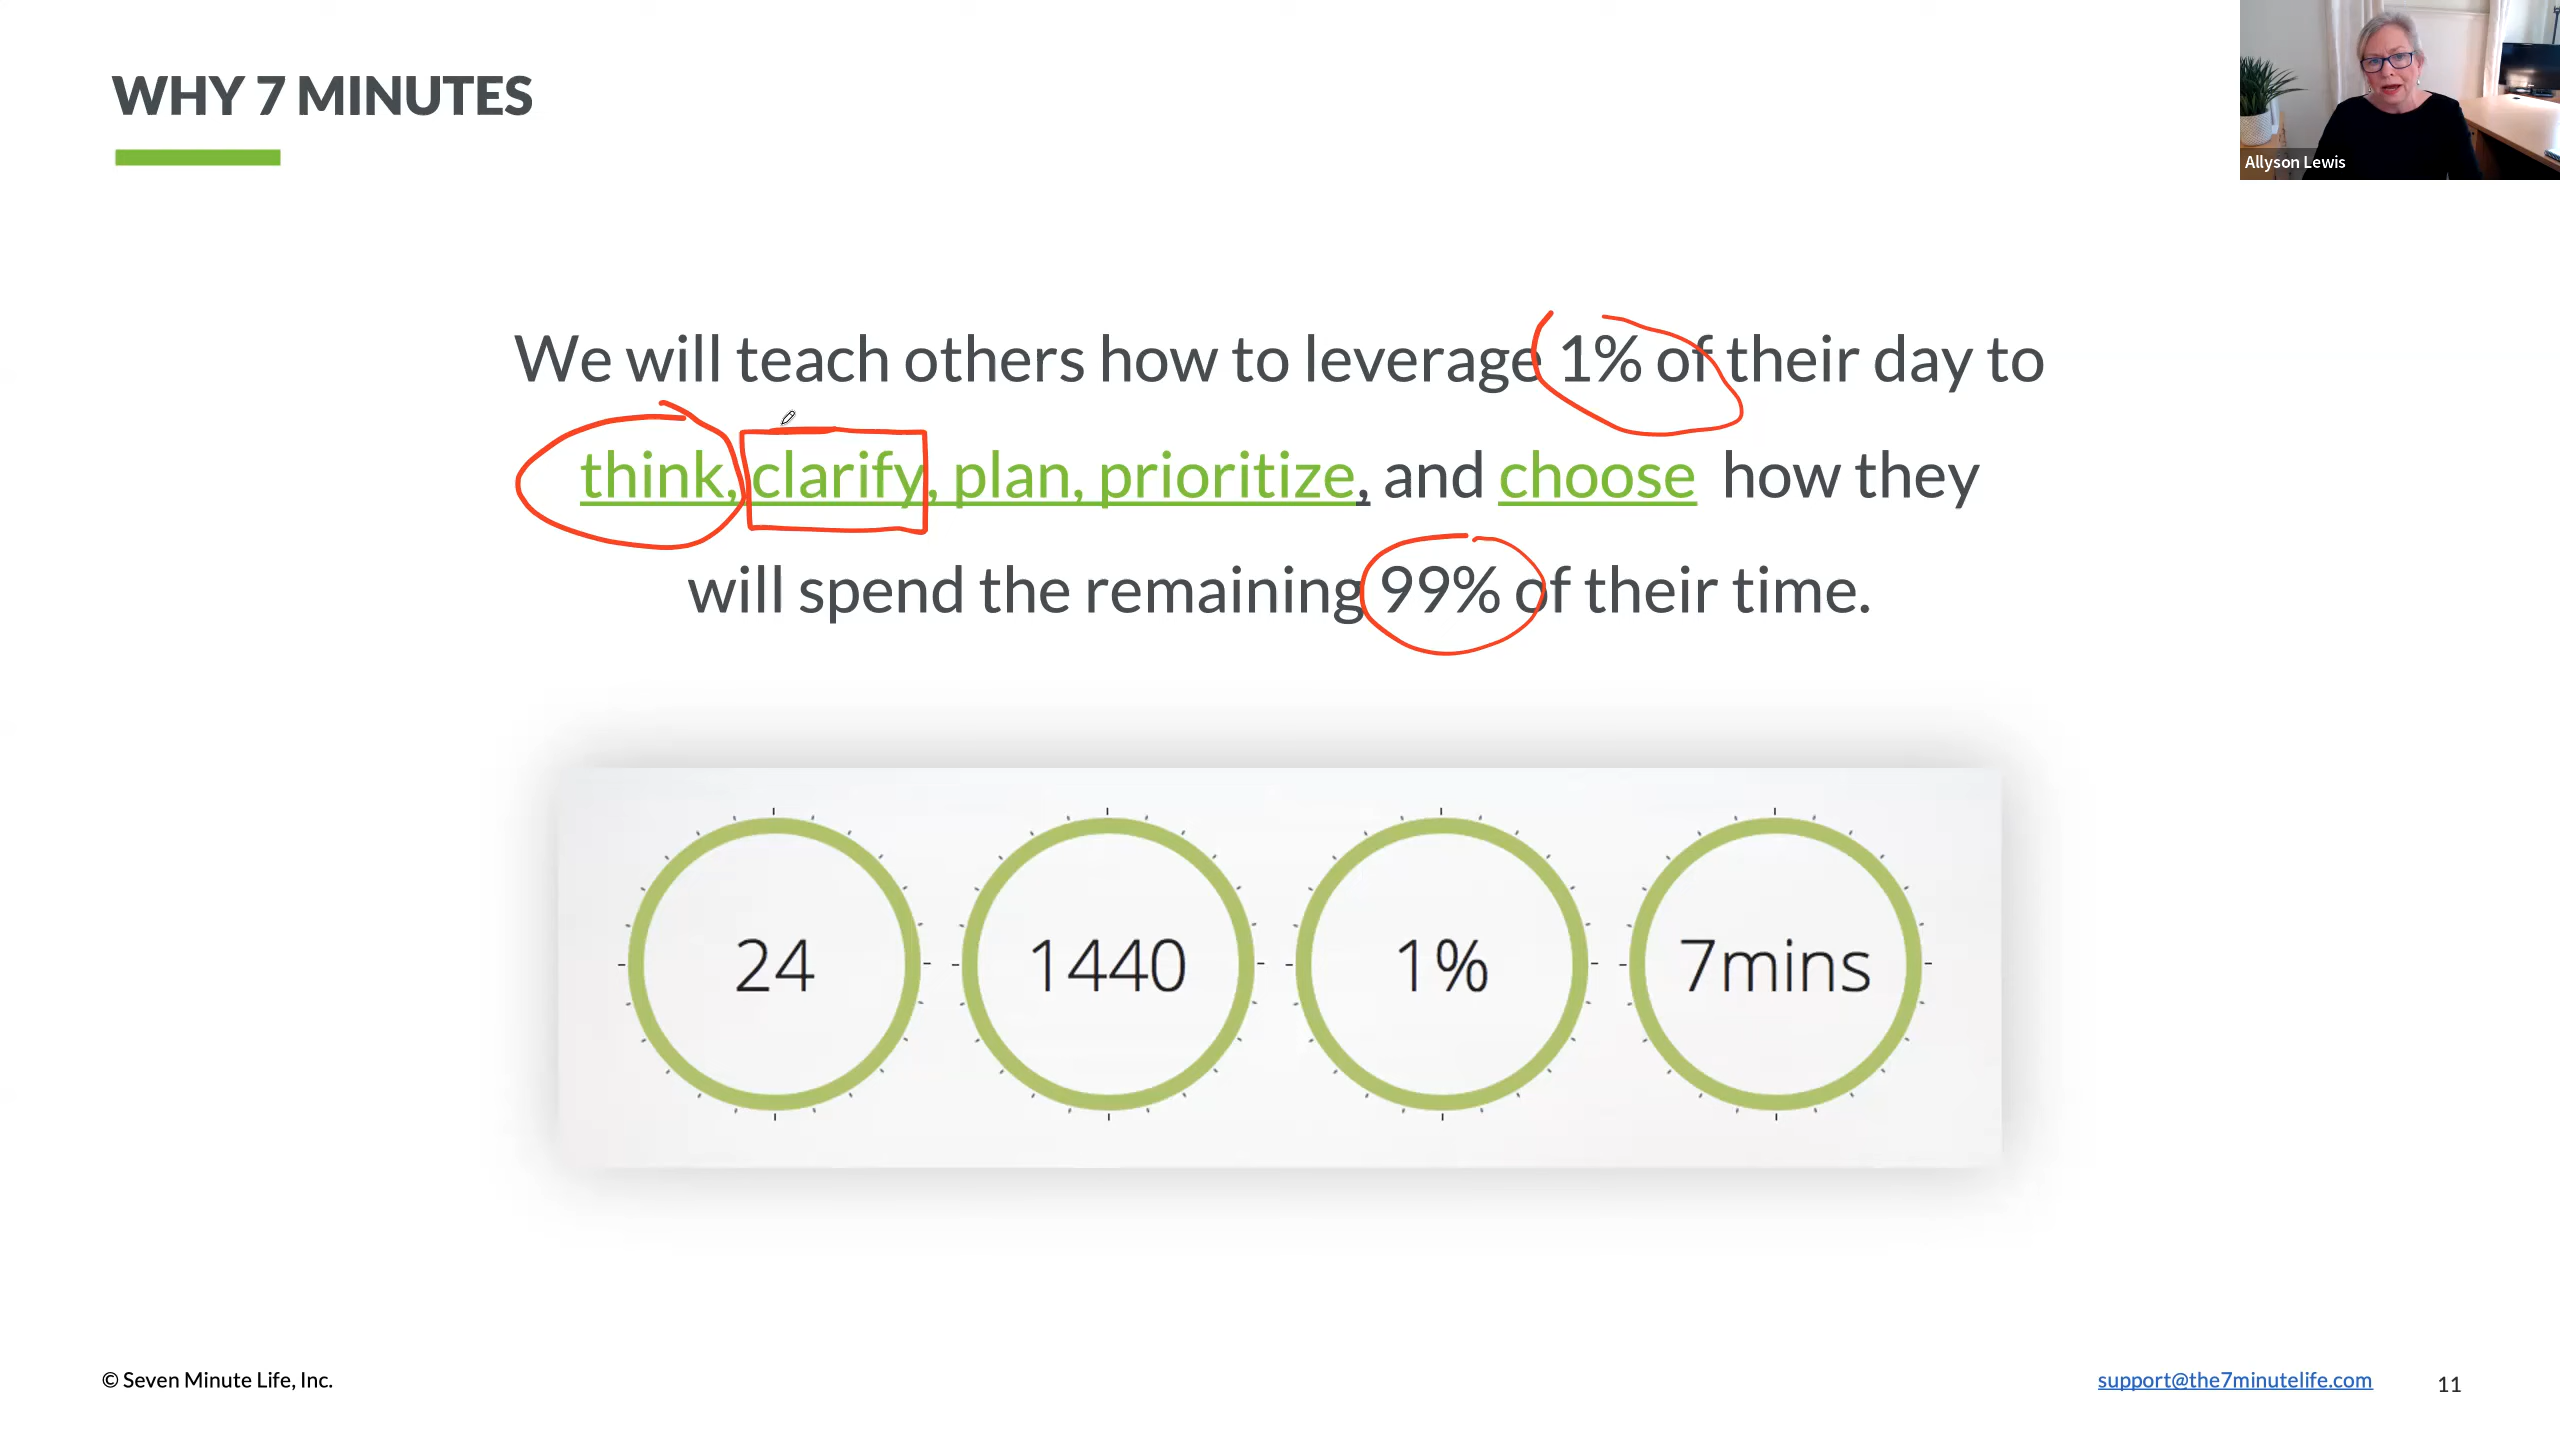 WHY 7 MINUTES
Allyson Lewis
We will teach others how to leverage 1% of their day to
think, clarify, plan, prioritize, and choose how they
will spend the remaining 99% of their time.
24
1440
1%
7mins
© Seven Minute Life, Inc.
support@the7minutelife.com
11